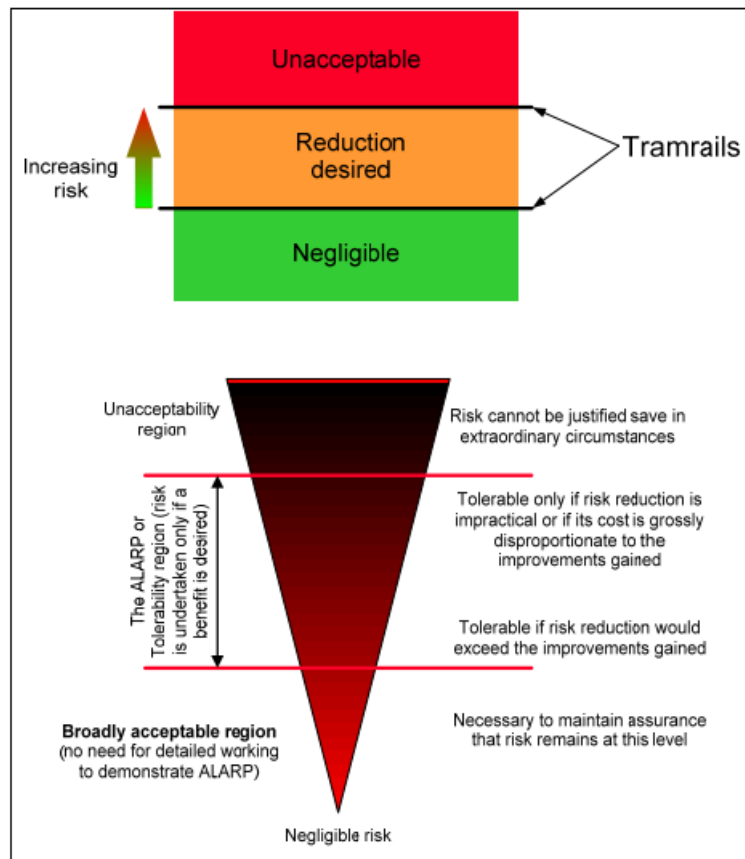 Unacceptable
Increasing
risk
Reduction
desired
Tramrails
Negligible
Unacceptability
region
Risk cannot be justified save in
extraordinary circumstances
The ALARP or
Tolerability region (risk
is undertaken only if a
benefit is desired)
Tolerable only if risk reduction is
impractical or if its cost is grossly
disproportionate to the
improvements gained
Tolerable if risk reduction would
exceed the improvements gained
Broadly acceptable region
(no need for detailed working
to demonstrate ALARP)
Necessary to maintain assurance
that risk remains at this level
Negligible risk